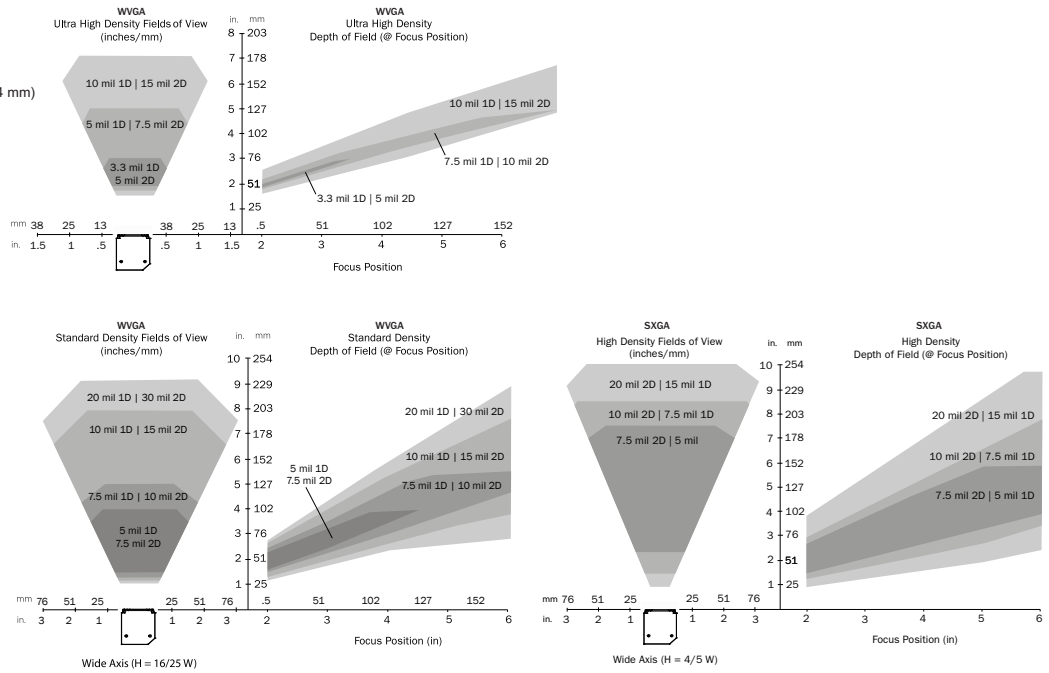 WVGA
Ultra High Density Fields of View
(inches/mm)
10 mil 1D | 15 mil 2D
5 mil 1D | 7.5 mil 2D
3.3 mil 1D
5 mil 2D
mm 38 25 13 38 25 13
in. 1.5 1 .5 .5 1 1.5
4 mm)
WVGA
Ultra High Density
Depth of Field (@ Focus Position)
in. mm
8 203
7 178
6 152
5 127
4 102
3 76
2 51
1 25
10 mil 1D | 15 mil 2D
7.5 mil 1D | 10 mil 2D
3.3 mil 1D | 5 mil 2D
.5 51 102 127 152
2 3 4 5 6
Focus Position
WVGA
Standard Density Fields of View
(inches/mm)
20 mil 1D | 30 mil 2D
10 mil 1D | 15 mil 2D
7.5 mil 1D | 10 mil 2D
5 mil 1D
7.5 mil 2D
mm 76 51 25 25 51 76
in. 3 2 1 1 2 3
Wide Axis (H = 16/25 W)
WVGA
Standard Density
Depth of Field (@ Focus Position)
in. mm
10 254
9 229
8 203
7 178
6 152
5 127
4 102
3 76
2 51
1 25
20 mil 1D | 30 mil 2D
10 mil 1D | 15 mil 2D
5 mil 1D
7.5 mil 2D
7.5 mil 1D | 10 mil 2D
.5 51 102 127 152
2 3 4 5 6
Focus Position (in)
SXGA
High Density Fields of View
(inches/mm)
20 mil 2D | 15 mil 1D
10 mil 2D | 7.5 mil 1D
7.5 mil 2D | 5 mil
mm 76 51 25 25 51 76
in. 3 2 1 1 2 3
Wide Axis (H = 4/5 W)
SXGA
High Density
Depth of Field (@ Focus Position)
in. mm
10 254
9 229
8 203
7 178
6 152
5 127
4 102
3 76
2 51
1 25
20 mil 2D | 15 mil 1D
10 mil 2D | 7.5 mil 1D
7.5 mil 2D | 5 mil 1D
2 3 4 5 6
Focus Position (in)